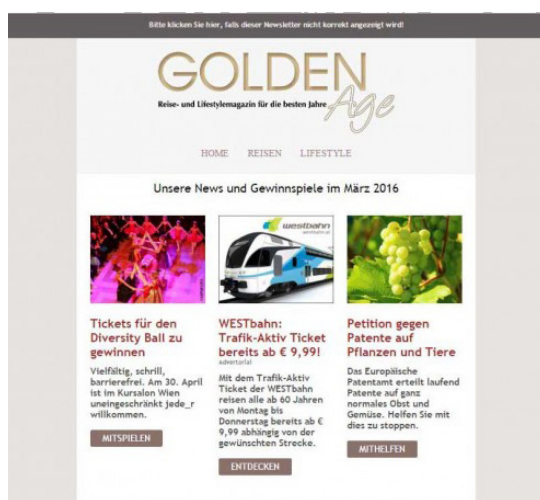 Bitte klicken Sie hier, falls dieser Newsletter nicht korrekt angezeigt wird!
GOLDEN
Age
Reise- und Lifestylemagazin für die besten Jahre
HOME REISEN LIFESTYLE
Unsere News und Gewinnspiele im März 2016
westbahn
westbahn.at
Tickets für den
Diversity Ball zu
gewinnen
Vielfältig, schrill,
barrierefrei. Am 30. April
ist im Kursalon Wien
uneingeschränkt jede_r
willkommen.
MITSPIELEN
WESTbahn:
Trafik-Aktiv Ticket
bereits ab € 9,99!
advertorial
Mit dem Trafik-Aktiv
Ticket der WESTbahn
reisen alle ab 60 Jahren
von Montag bis
Donnerstag bereits ab €
9,99 abhängig von der
gewünschten Strecke.
ENTDECKEN
Petition gegen
Patente auf
Pflanzen und Tiere
Das Europäische
Patentamt erteilt laufend
Patente auf ganz
normales Obst und
Gemüse. Helfen Sie mit
dies zu stoppen.
MITHELFEN